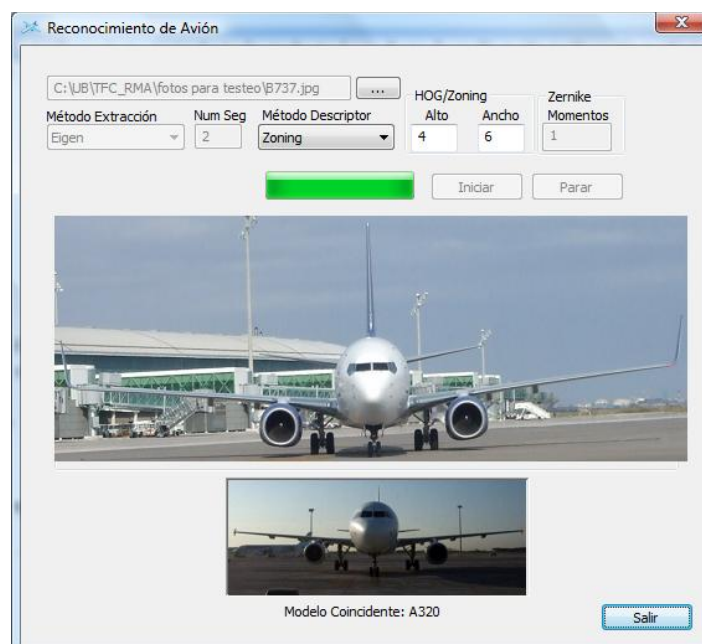 Reconocimiento de Avión
C:\UB\TFC_RMA\fotos para testeo\B737.jpg
...
HOG/Zoning
Zernike
Método Extracción
Num Seg
Método Descriptor
Alto
Ancho
Momentos
Eigen
2
Zoning
4
6
1
Iniciar
Parar
Modelo Coincidente: A320
Salir